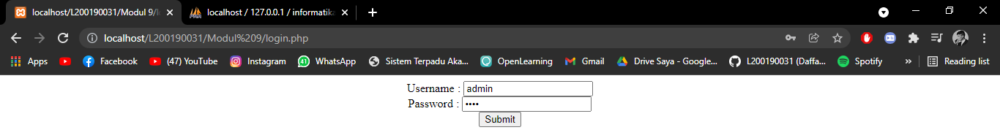 localhost/L200190031/Modul 9/l
localhost / 127.0.0.1 / informatika
localhost/L200190031/Modul%209/login.php
Apps
Facebook
(47) YouTube
Instagram
41 WhatsApp
Sistem Terpadu Aka...
OpenLearning
Gmail
Drive Saya - Google...
L200190031 (Daffa...
Spotify
»
Reading list
Username : admin
Password : ••••
Submit